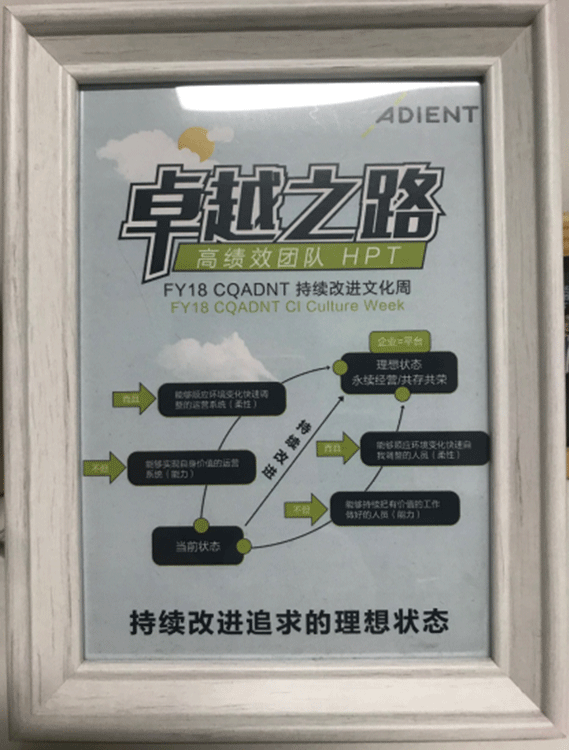 ADIENT
卓越之路
高绩效团队 HPT
FY18 CQADNT 持续改进文化周
FY18 CQADNT CI Culture Week
企业=平台
理想状态
永续经营/共存共荣
而且
能够顺应环境变化快速调
整的运营系统（柔性）
持续改进
而且
能够顺应环境变化快速自
我调整的人员（柔性）
不但
能够实现自身价值的运营
系统（能力）
不但
能够持续把有价值的工作
做好的人员（能力）
当前状态
持续改进追求的理想状态